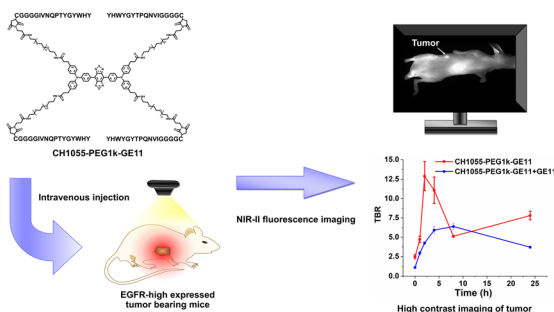 CGGGGIVNQPTYGYWHY YHWYGYTPQNVIGGGGC
CGGGGIVNQPTYGYWHY YHWYGYTPQNVIGGGGC
CH1055-PEG1k-GE11
Intravenous injection
EGFR-high expressed
tumor bearing mice
NIR-II fluorescence imaging
Tumor
CH1055-PEG1k-GE11
CH1055-PEG1k-GE11+GE11
TBR
15.0
12.5
10.0
7.5
5.0
2.5
0.0
0 5 10 15 20 25
Time (h)
High contrast imaging of tumor